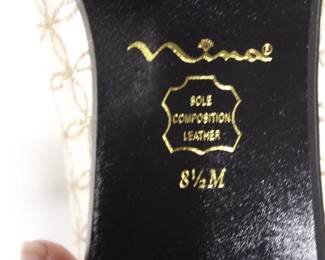 Nina®
SOLE
COMPOSITION
LEATHER
8½M